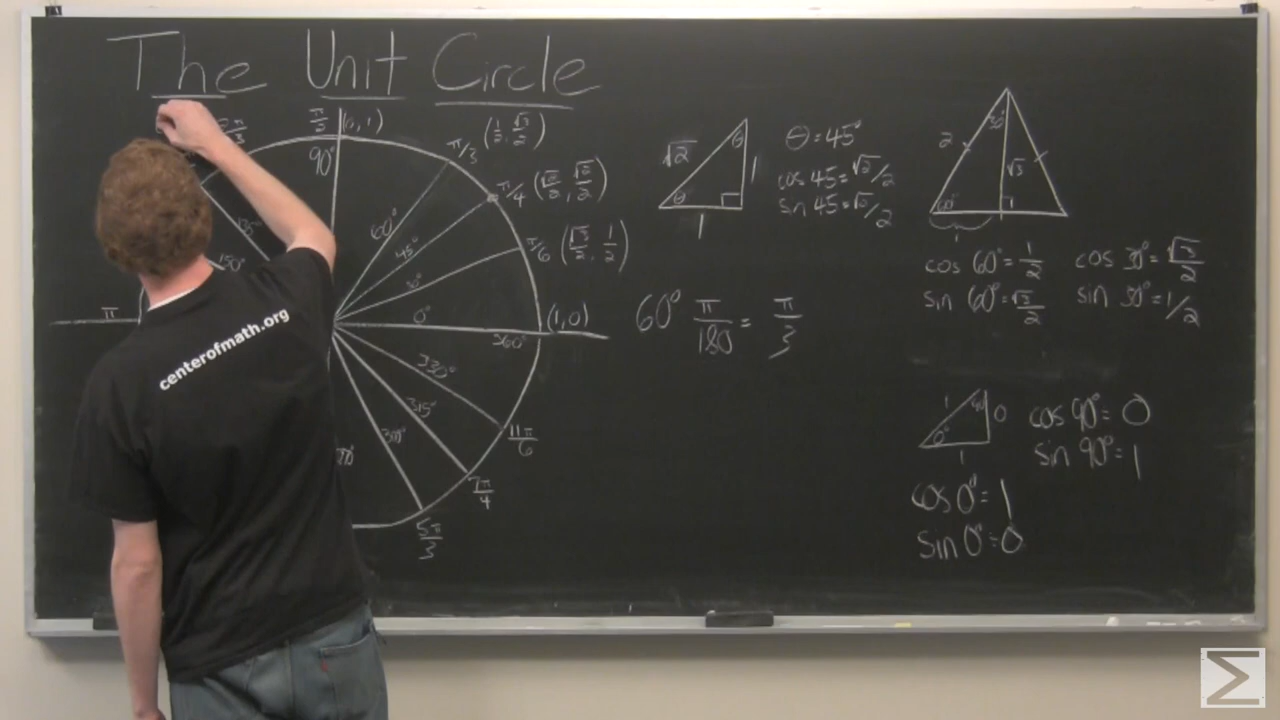 The Unit Circle
π/2 (0,1)
90°
π/3 (1/2, √3/2)
π/4 (√2/2, √2/2)
π/6 (√3/2, 1/2)
60°
45°
135°
150°
0°
(1,0)
π
360°
330°
315°
11π/6
7π/4
5π/3
centerofmath.org
√2
θ
θ
1
1
θ=45°
cos 45=√2/2
sin 45=√2/2
60° π/180 = π/3
2
30°
√3
60°
1
cos 60°=1/2
sin 60°=√3/2
cos 30°=√3/2
sin 30°=1/2
1
0
0°
1
cos 90°=0
sin 90°=1
cos 0°=1
sin 0°=0
Σ